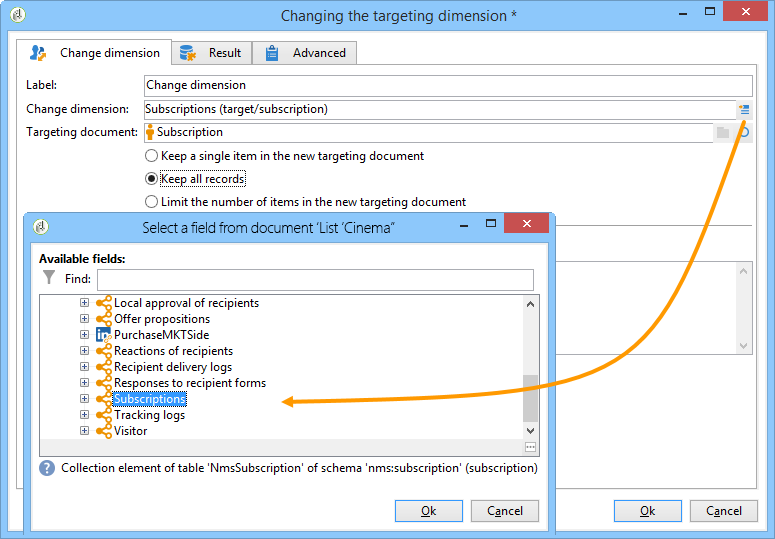 Changing the targeting dimension *
Change dimension Result Advanced
Label: Change dimension
Change dimension: Subscriptions (target/subscription)
Targeting document: Subscription
Keep a single item in the new targeting document
Keep all records
Limit the number of items in the new targeting document
Select a field from document 'List 'Cinema''
Available fields:
Find:
Local approval of recipients
Offer propositions
PurchaseMKTSide
Reactions of recipients
Recipient delivery logs
Responses to recipient forms
Subscriptions
Tracking logs
Visitor
Collection element of table 'NmsSubscription' of schema 'nms:subscription' (subscription)
Ok Cancel
Ok Cancel